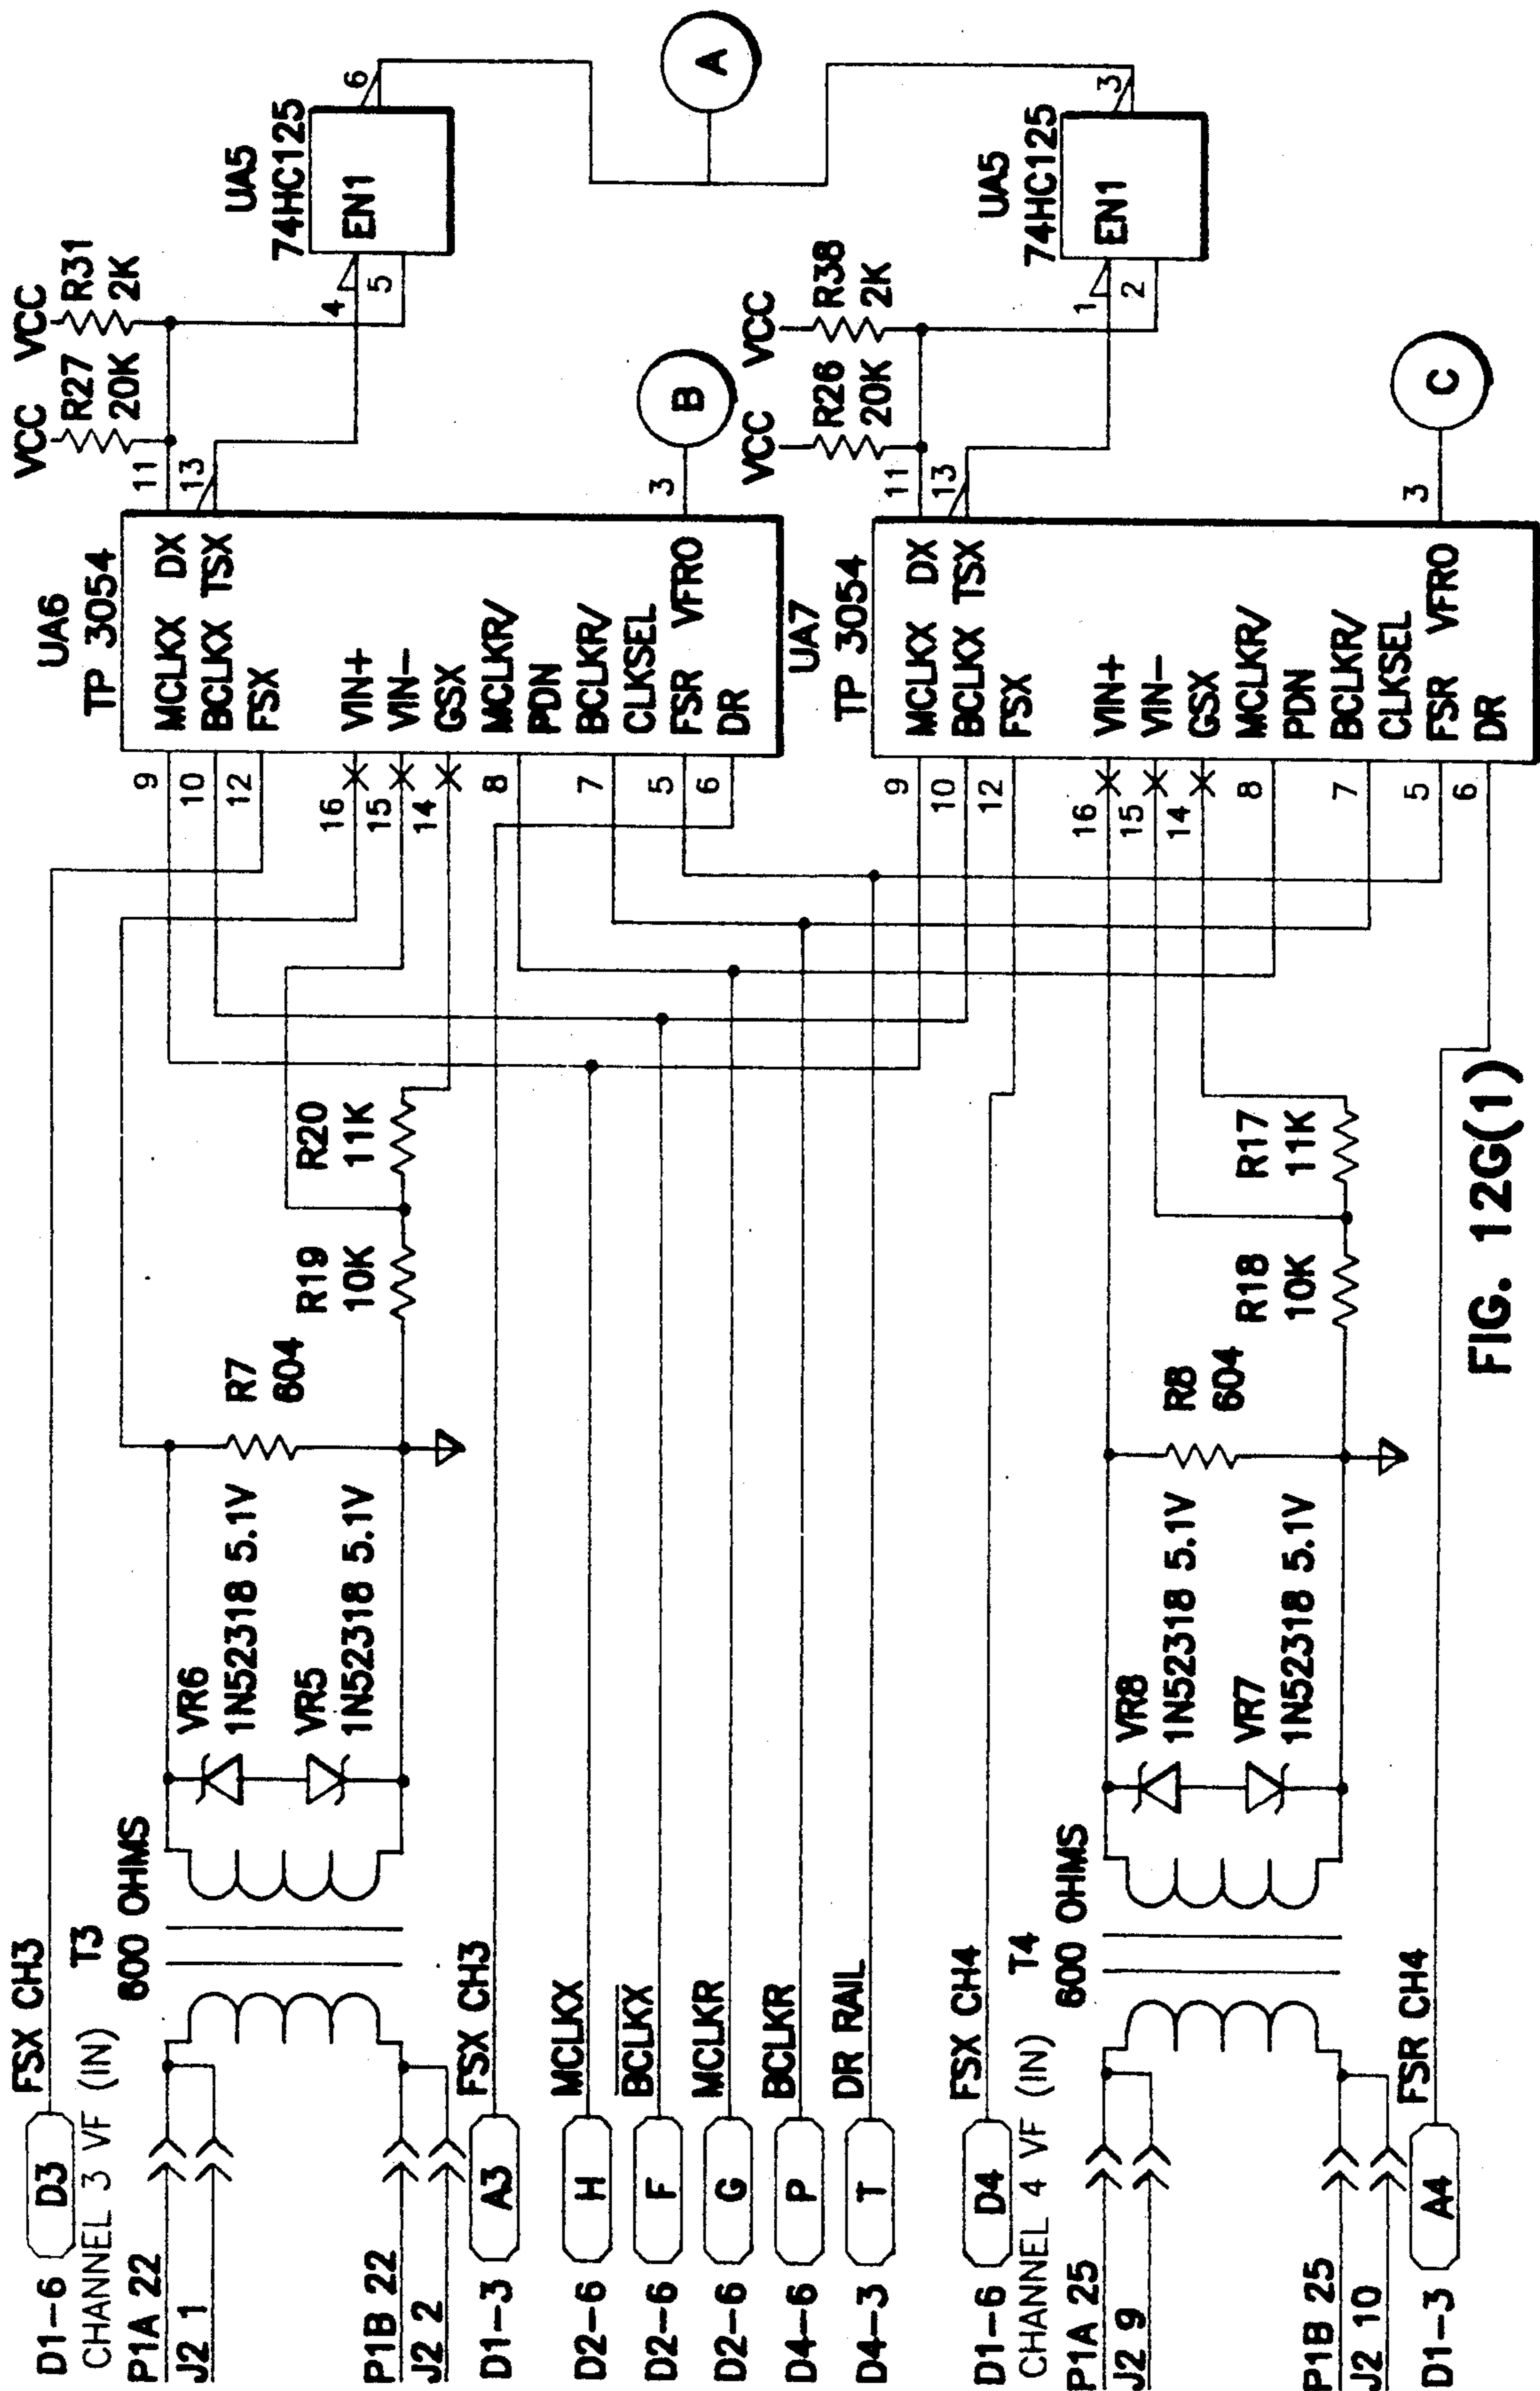 D1-6 D3 FSX CH3
CHANNEL 3 VF (IN)
P1A 22
J2 1
T3
600 OHMS
VR6
1N52318 5.1V
VR5
1N52318 5.1V
P1B 22
J2 2
R7
604
R19
10K
R20
11K
D1-3 A3 FSX CH3
D2-6 H MCLKX
D2-6 F BCLKX
D2-6 G MCLKR
D4-6 P BCLKR
D4-3 T DR RAIL
UA6
TP 3054
9 MCLKX DX 11
10 BCLKX TSX 13
12 FSX
16 VIN+
15 VIN-
14 GSX
8 MCLKR/
PDN
7 BCLKR/
CLKSEL
5 FSR VFRO 3
6 DR
VCC VCC
R27 R31
20K 2K
UA5
74HC125
4 EN1 6
5
A
B
D1-6 D4 FSX CH4
CHANNEL 4 VF (IN)
P1A 25
J2 9
T4
600 OHMS
VR8
1N52318 5.1V
VR7
1N52318 5.1V
P1B 25
J2 10
R8
604
R18
10K
R17
11K
D1-3 A4 FSR CH4
UA7
TP 3054
9 MCLKX DX 11
10 BCLKX TSX 13
12 FSX
16 VIN+
15 VIN-
14 GSX
8 MCLKR/
PDN
7 BCLKR/
CLKSEL
5 FSR VFRO 3
6 DR
VCC VCC
R26 R38
20K 2K
UA5
74HC125
1 EN1 3
2
C
FIG. 12G(1)